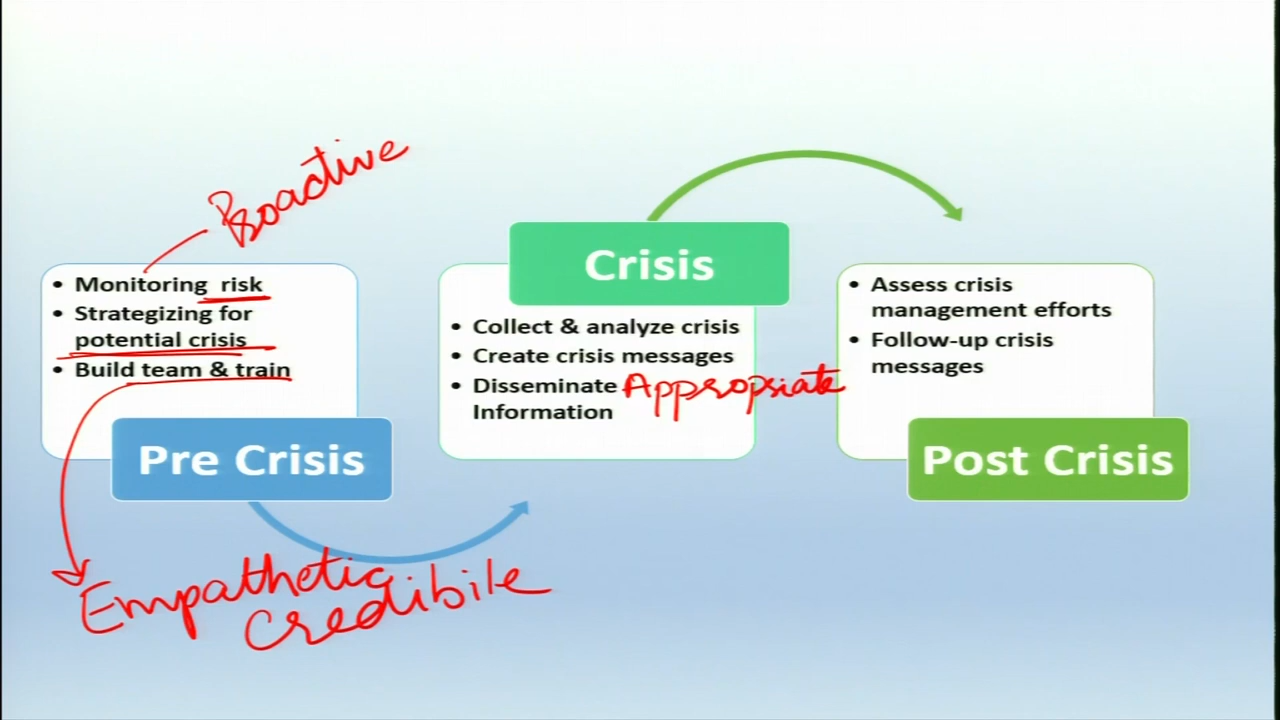 Proactive
• Monitoring risk
• Strategizing for
potential crisis
• Build team & train
Pre Crisis
Empathetic
Credibile
Crisis
• Collect & analyze crisis
• Create crisis messages
• Disseminate Appropriate
Information
• Assess crisis
management efforts
• Follow-up crisis
messages
Post Crisis